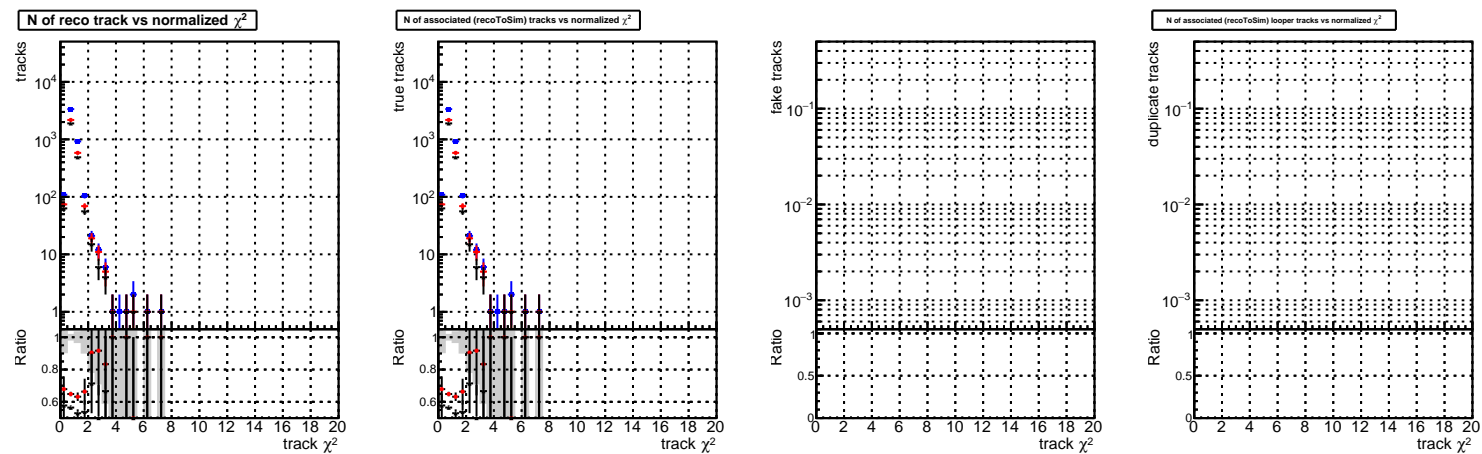 N of reco track vs normalized χ²
tracks
10⁴
10³
10²
10
1
Ratio
1
0.8
0.6
0 2 4 6 8 10 12 14 16 18 20
track χ²
N of associated (recoToSim) tracks vs normalized χ²
true tracks
10⁴
10³
10²
10
1
Ratio
1
0.8
0.6
0 2 4 6 8 10 12 14 16 18 20
track χ²
fake tracks
10⁻¹
10⁻²
10⁻³
Ratio
1
0.5
0
0 2 4 6 8 10 12 14 16 18 20
track χ²
N of associated (recoToSim) looper tracks vs normalized χ²
duplicate tracks
10⁻¹
10⁻²
10⁻³
Ratio
1
0.5
0
0 2 4 6 8 10 12 14 16 18 20
track χ²